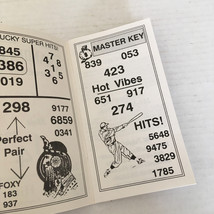 UCKY SUPER HITS!
845
386
019
4 7 8
3 1 5 6
298
9177
6859
0341
Perfect
Pair
FOXY
183
937
MASTER KEY
839 053
423
Hot Vibes
651 917
274
HITS!
5648
9475
3829
1785